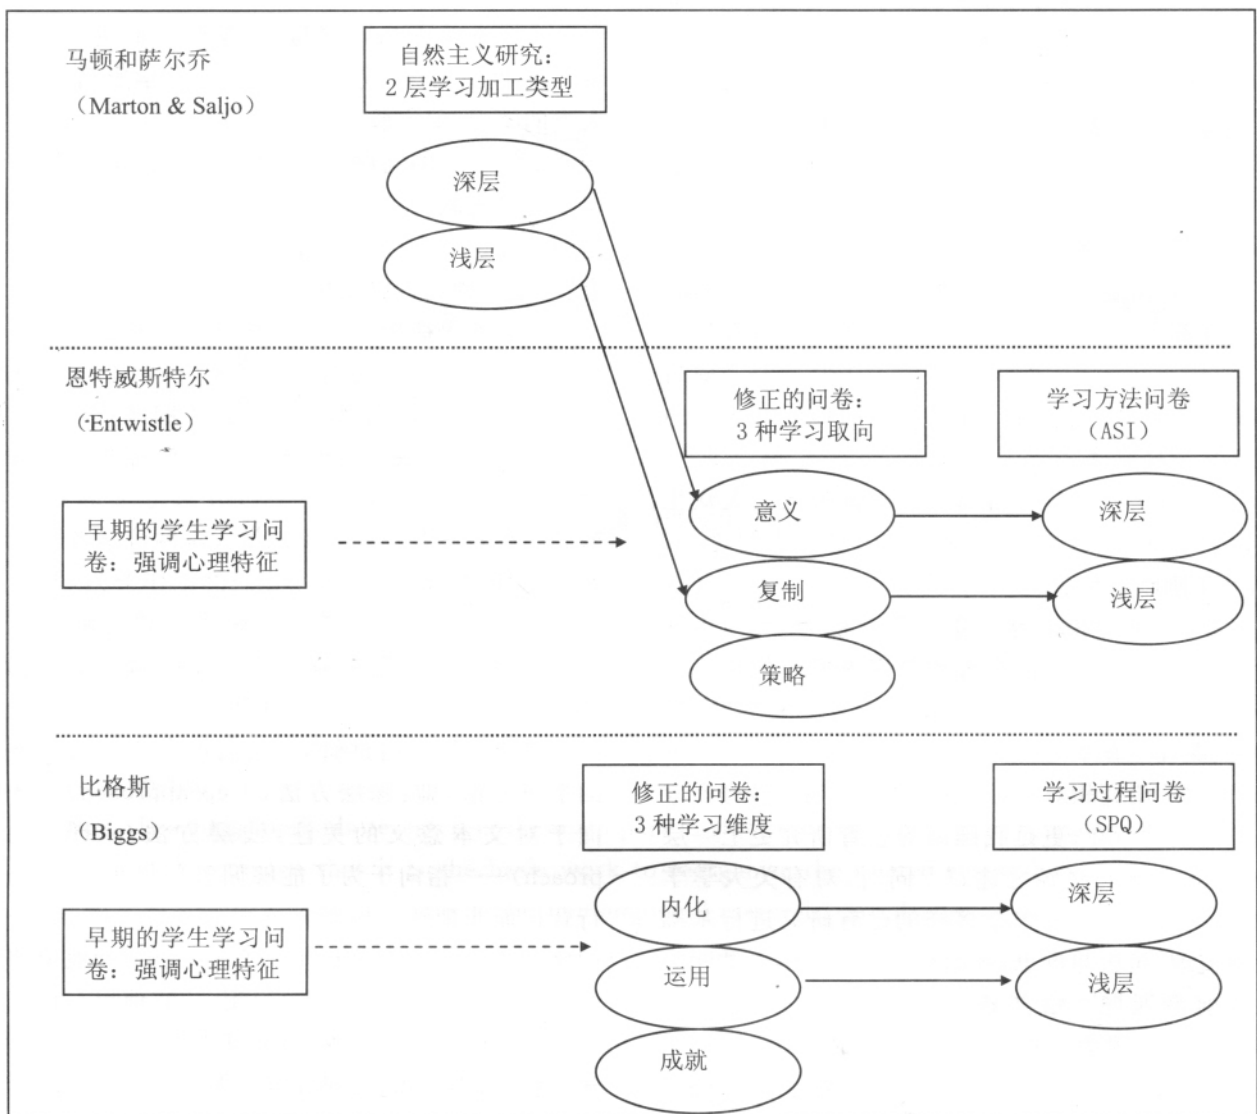 马顿和萨尔乔
（Marton & Saljo）
自然主义研究：
2 层学习加工类型
深层
浅层
恩特威斯特尔
（Entwistle）
修正的问卷：
3 种学习取向
学习方法问卷
（ASI）
早期的学生学习问
卷：强调心理特征
意义
深层
复制
浅层
策略
比格斯
（Biggs）
修正的问卷：
3 种学习维度
学习过程问卷
（SPQ）
早期的学生学习问
卷：强调心理特征
内化
深层
运用
浅层
成就